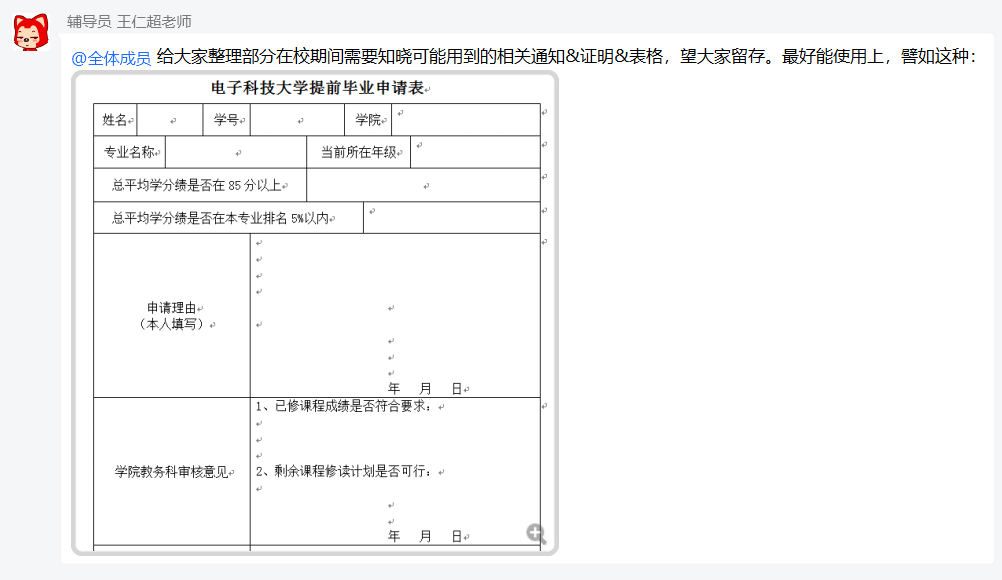 辅导员 王仁超老师
@全体成员 给大家整理部分在校期间需要知晓可能用到的相关通知&证明&表格，望大家留存。最好能使用上，譬如这种：
电子科技大学提前毕业申请表
姓名 学号 学院
专业名称 当前所在年级
总平均学分绩是否在 85 分以上
总平均学分绩是否在本专业排名 5%以内
申请理由
（本人填写）
年 月 日
1、已修课程成绩是否符合要求：
学院教务科审核意见 2、剩余课程修读计划是否可行：
年 月 日